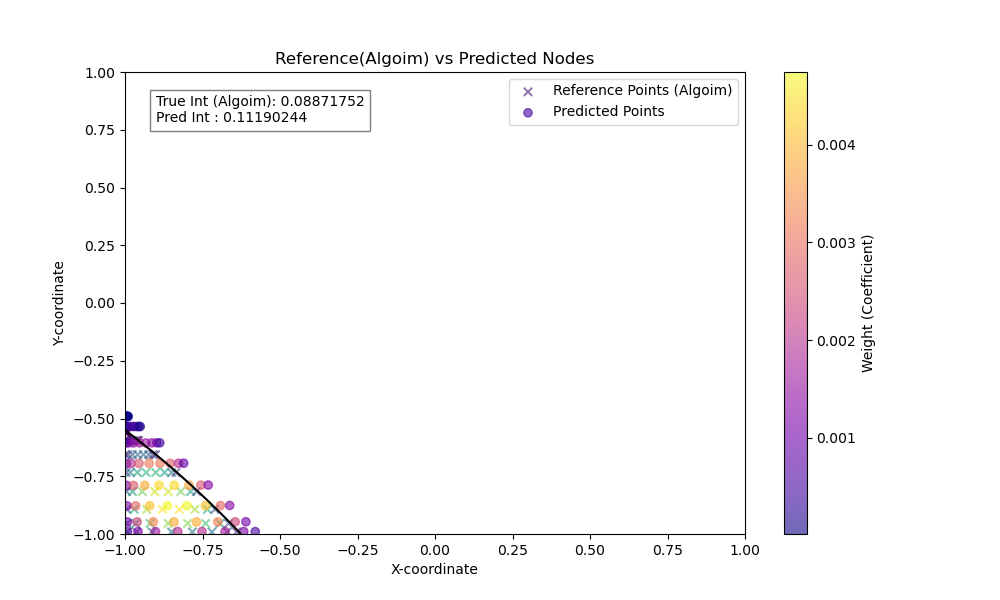 Reference(Algoim) vs Predicted Nodes
True Int (Algoim): 0.08871752
Pred Int : 0.11190244
Reference Points (Algoim)
Predicted Points
1.00
0.75
0.50
0.25
0.00
−0.25
−0.50
−0.75
−1.00
Y-coordinate
−1.00 −0.75 −0.50 −0.25 0.00 0.25 0.50 0.75 1.00
X-coordinate
0.004
0.003
0.002
0.001
Weight (Coefficient)